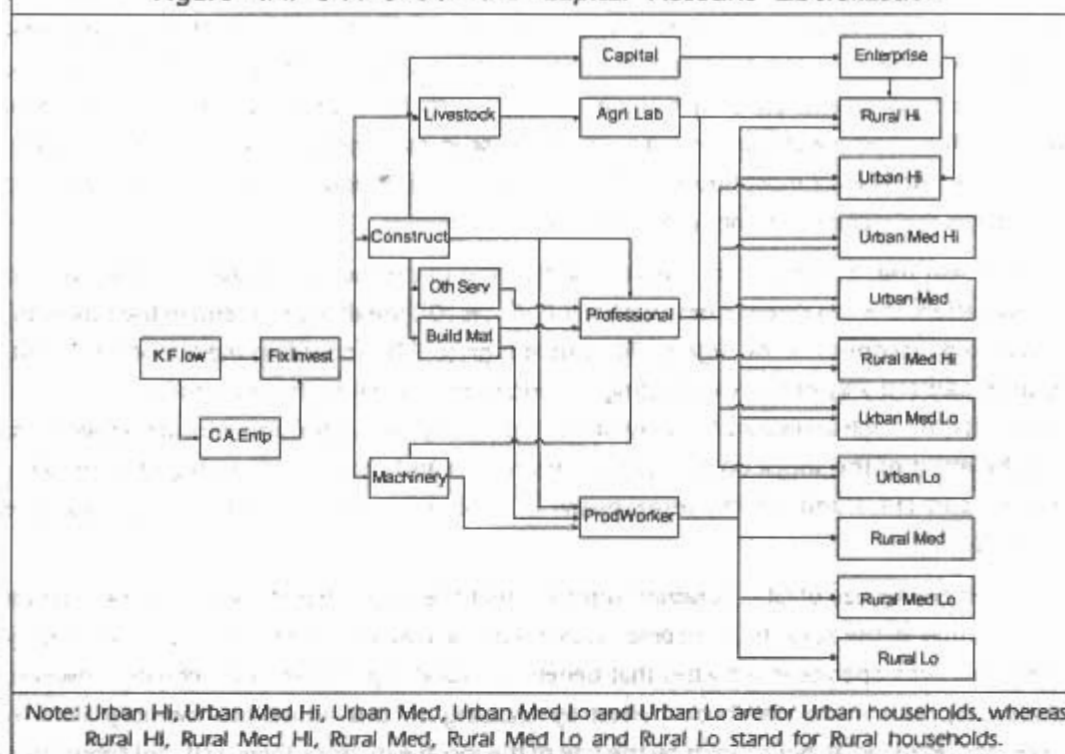 Capital
Enterprise
Livestock
Agri Lab
Rural Hi
Urban Hi
Construct
Urban Med Hi
Oth Serv
Urban Med
Build Mat
Professional
K Flow
Fix Invest
Rural Med Hi
C.A.Entp
Urban Med Lo
Machinery
Urban Lo
ProdWorker
Rural Med
Rural Med Lo
Rural Lo
Note: Urban Hi, Urban Med Hi, Urban Med, Urban Med Lo and Urban Lo are for Urban households, whereas
Rural Hi, Rural Med Hi, Rural Med, Rural Med Lo and Rural Lo stand for Rural households.